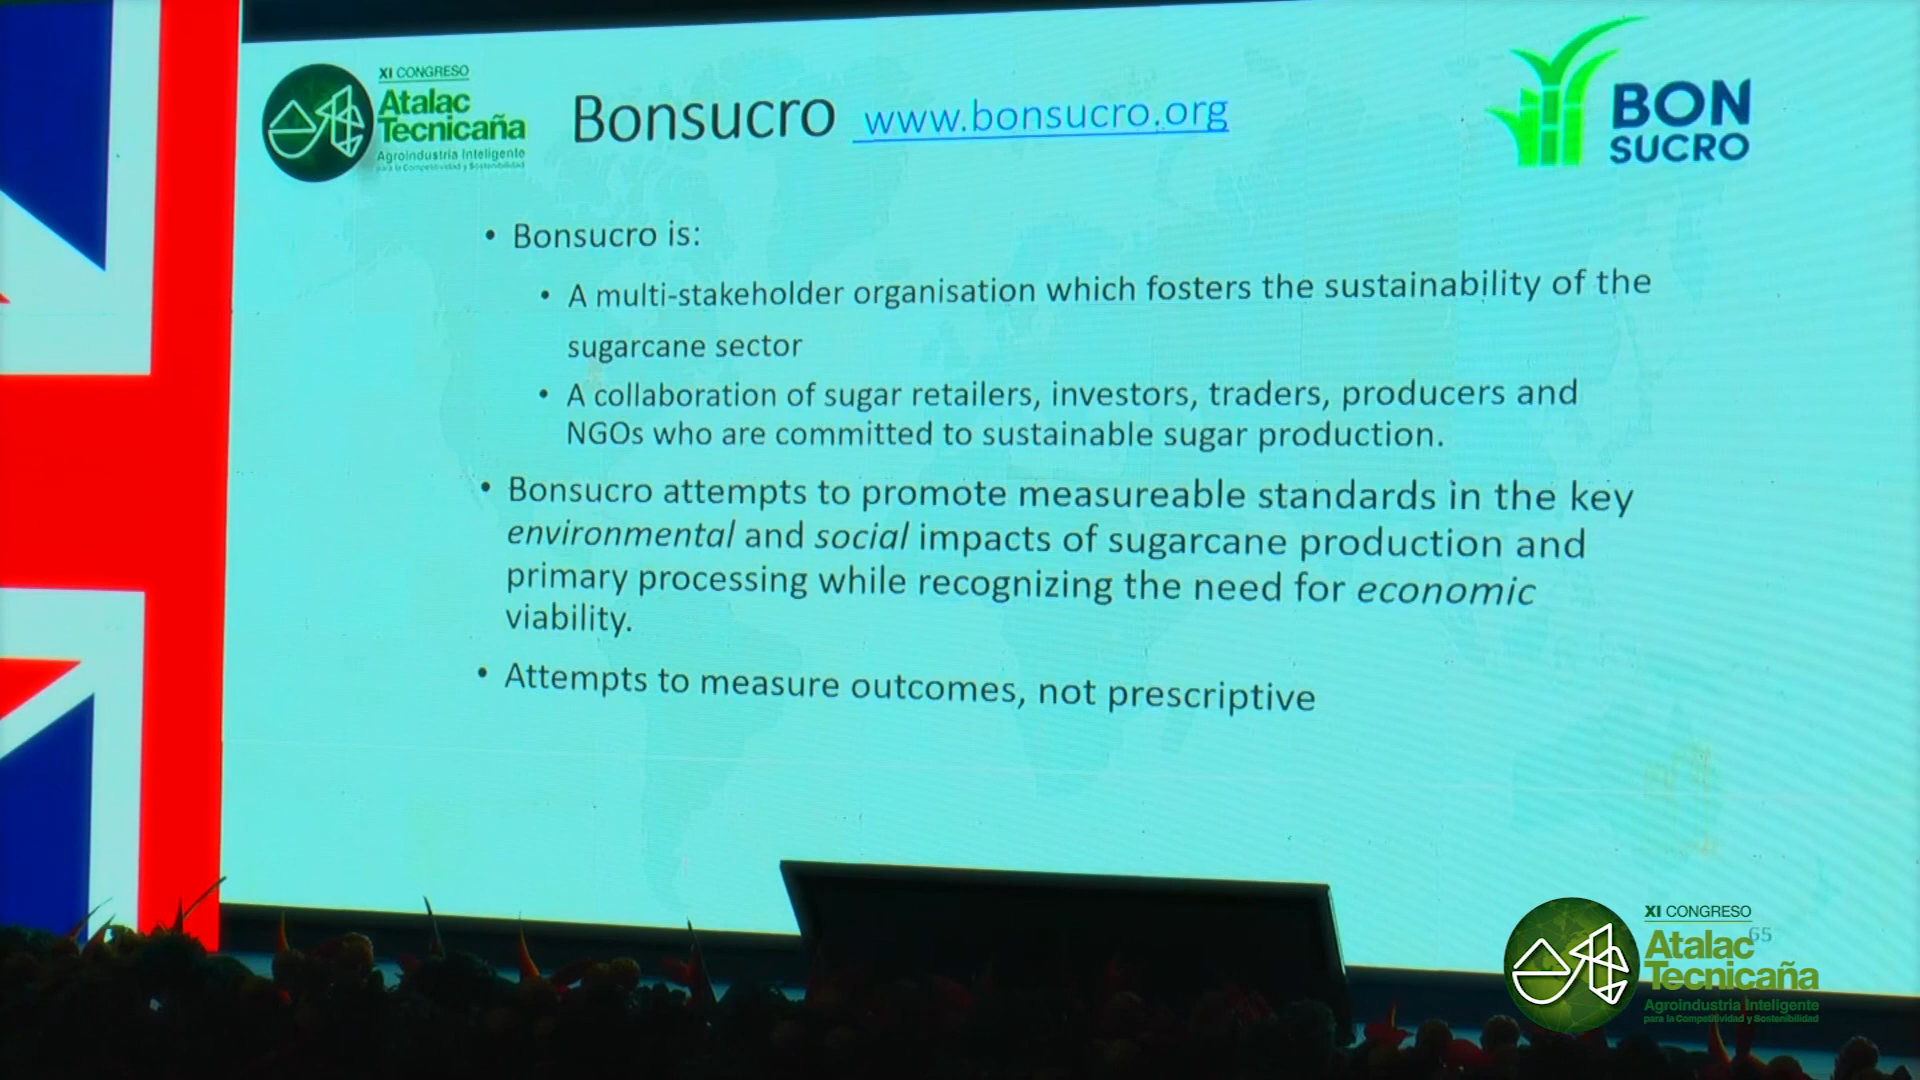 XI CONGRESO
Atalac
Tecnicaña
Agroindustria Inteligente
para la Competitividad y Sostenibilidad
Bonsucro www.bonsucro.org
BON
SUCRO
• Bonsucro is:
• A multi-stakeholder organisation which fosters the sustainability of the
sugarcane sector
• A collaboration of sugar retailers, investors, traders, producers and
NGOs who are committed to sustainable sugar production.
• Bonsucro attempts to promote measureable standards in the key
environmental and social impacts of sugarcane production and
primary processing while recognizing the need for economic
viability.
• Attempts to measure outcomes, not prescriptive
65
XI CONGRESO
Atalac
Tecnicaña
Agroindustria Inteligente
para la Competitividad y Sostenibilidad